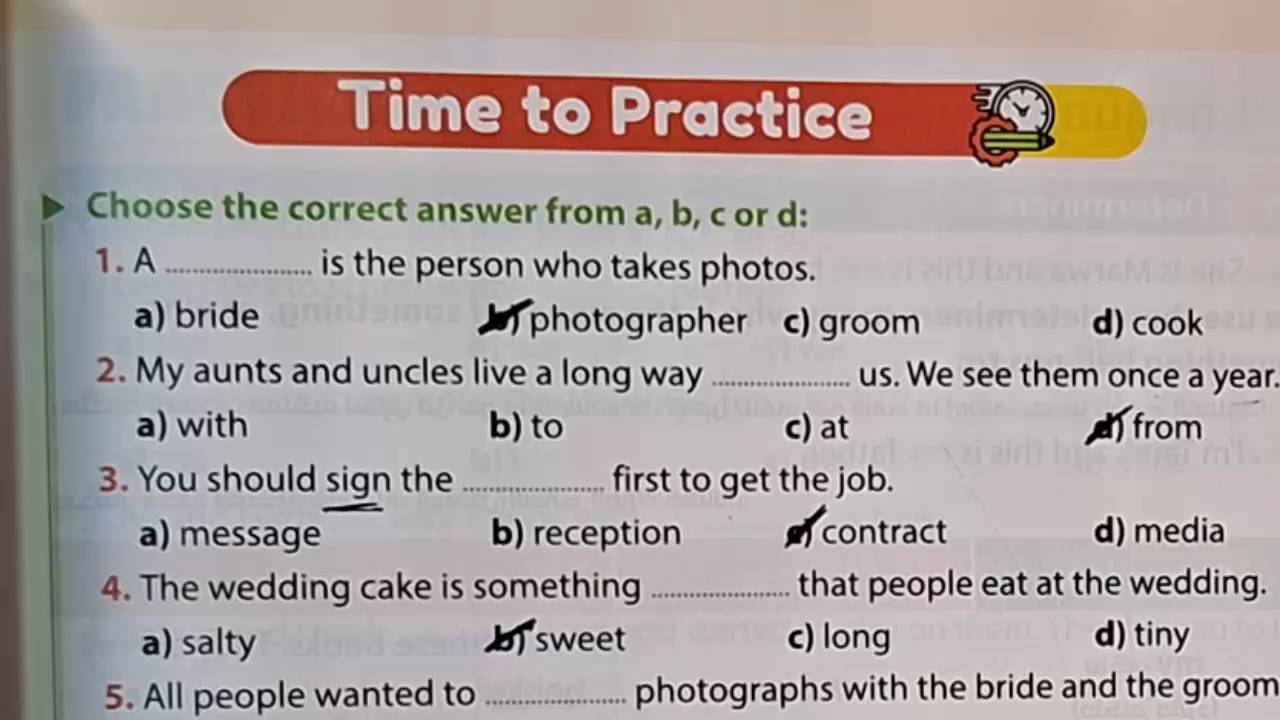 Time to Practice
Choose the correct answer from a, b, c or d:
1. A ...................... is the person who takes photos.
a) bride b) photographer c) groom d) cook
2. My aunts and uncles live a long way ...................... us. We see them once a year.
a) with b) to c) at d) from
3. You should sign the ...................... first to get the job.
a) message b) reception c) contract d) media
4. The wedding cake is something ...................... that people eat at the wedding.
a) salty b) sweet c) long d) tiny
5. All people wanted to ...................... photographs with the bride and the groom